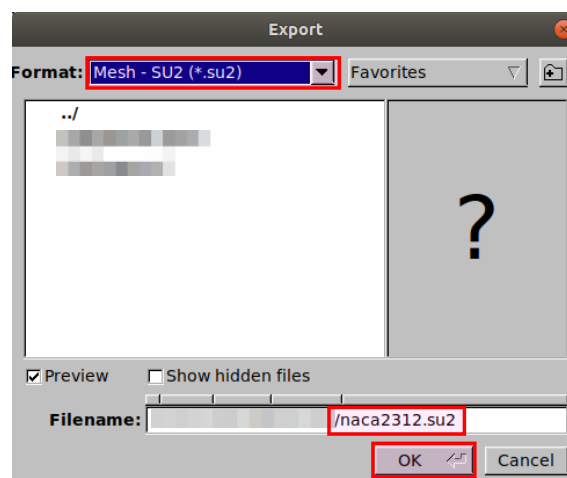 Export
Format: Mesh - SU2 (*.su2) Favorites
../
?
Preview Show hidden files
Filename: /naca2312.su2
OK Cancel